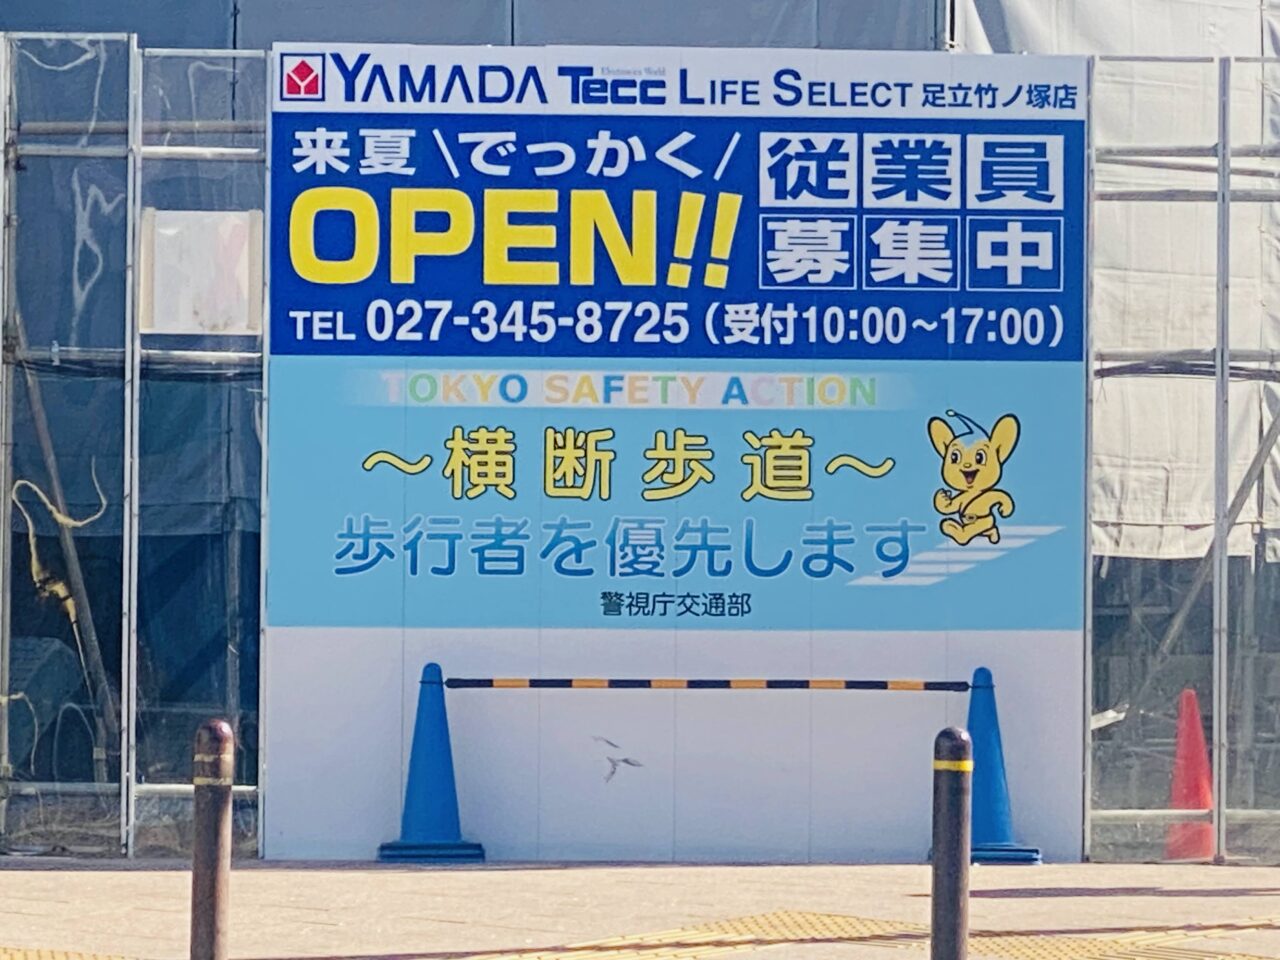 YAMADA Tecc LIFE SELECT 足立竹ノ塚店
Electronics World
来夏 \でっかく/
OPEN!!
従業員
募集中
TEL 027-345-8725（受付10:00~17:00）
TOKYO SAFETY ACTION
～横断歩道～
歩行者を優先します
警視庁交通部